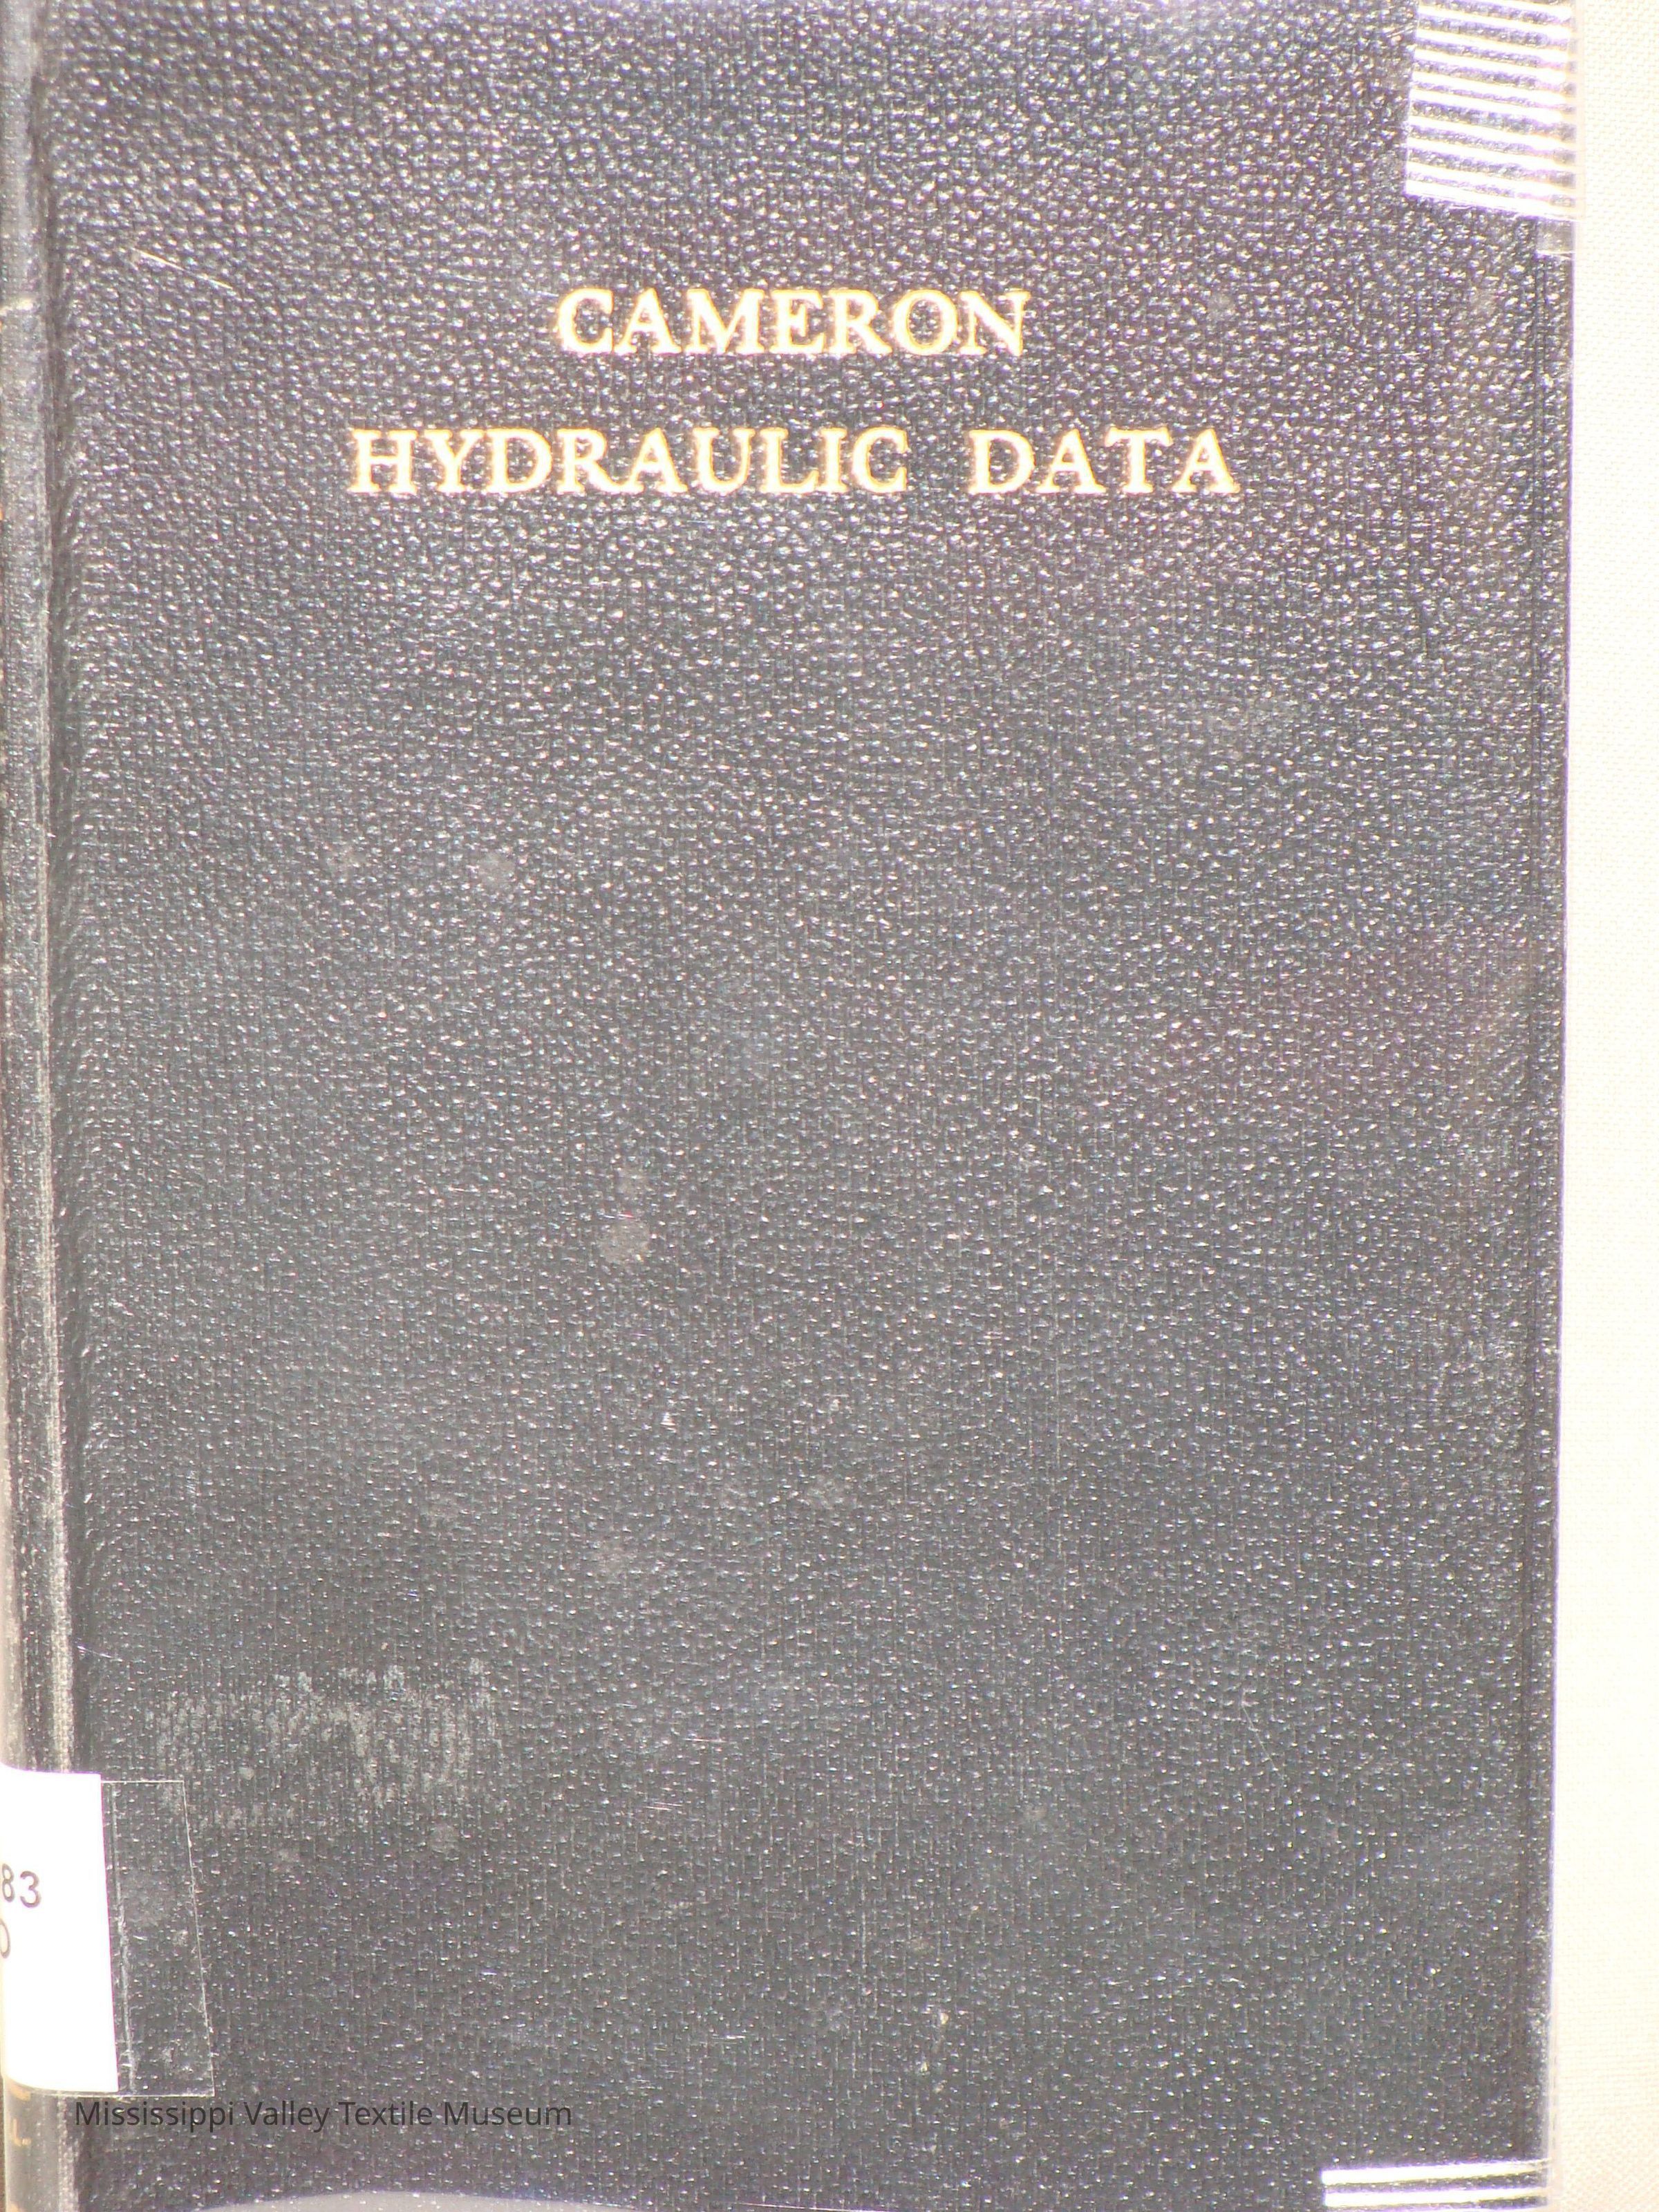 CAMERON
HYDRAULIC DATA
83
Mississippi Valley Textile Museum